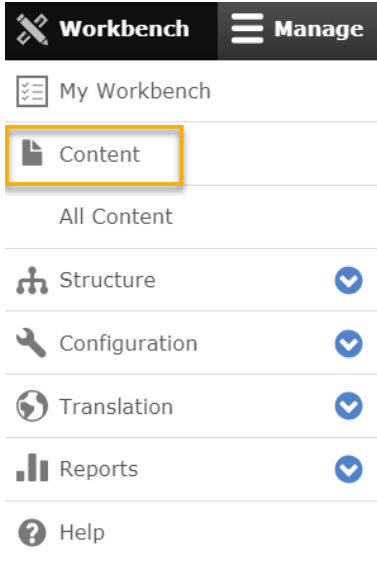 Workbench Manage
My Workbench
Content
All Content
Structure
Configuration
Translation
Reports
Help